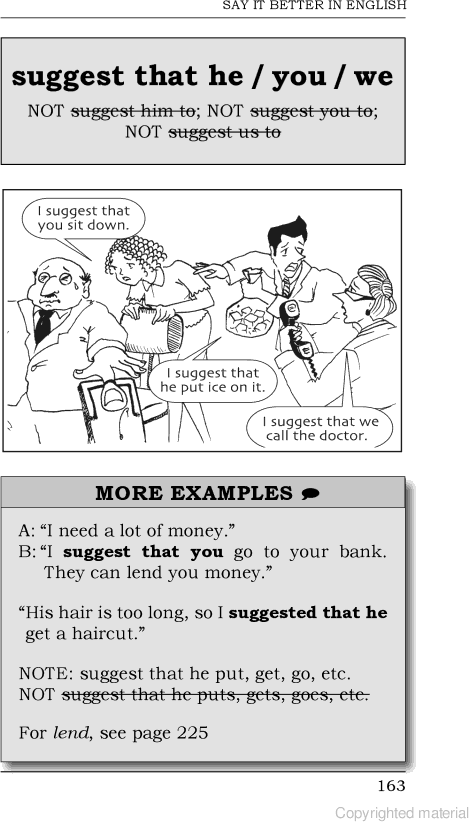 SAY IT BETTER IN ENGLISH
suggest that he / you / we
NOT suggest him to; NOT suggest you to;
NOT suggest us to
I suggest that
you sit down.
I suggest that
he put ice on it.
I suggest that we
call the doctor.
MORE EXAMPLES
A: “I need a lot of money.”
B: “I suggest that you go to your bank.
They can lend you money.”
“His hair is too long, so I suggested that he
get a haircut.”
NOTE: suggest that he put, get, go, etc.
NOT suggest that he puts, gets, goes, etc.
For lend, see page 225
163
Copyrighted material